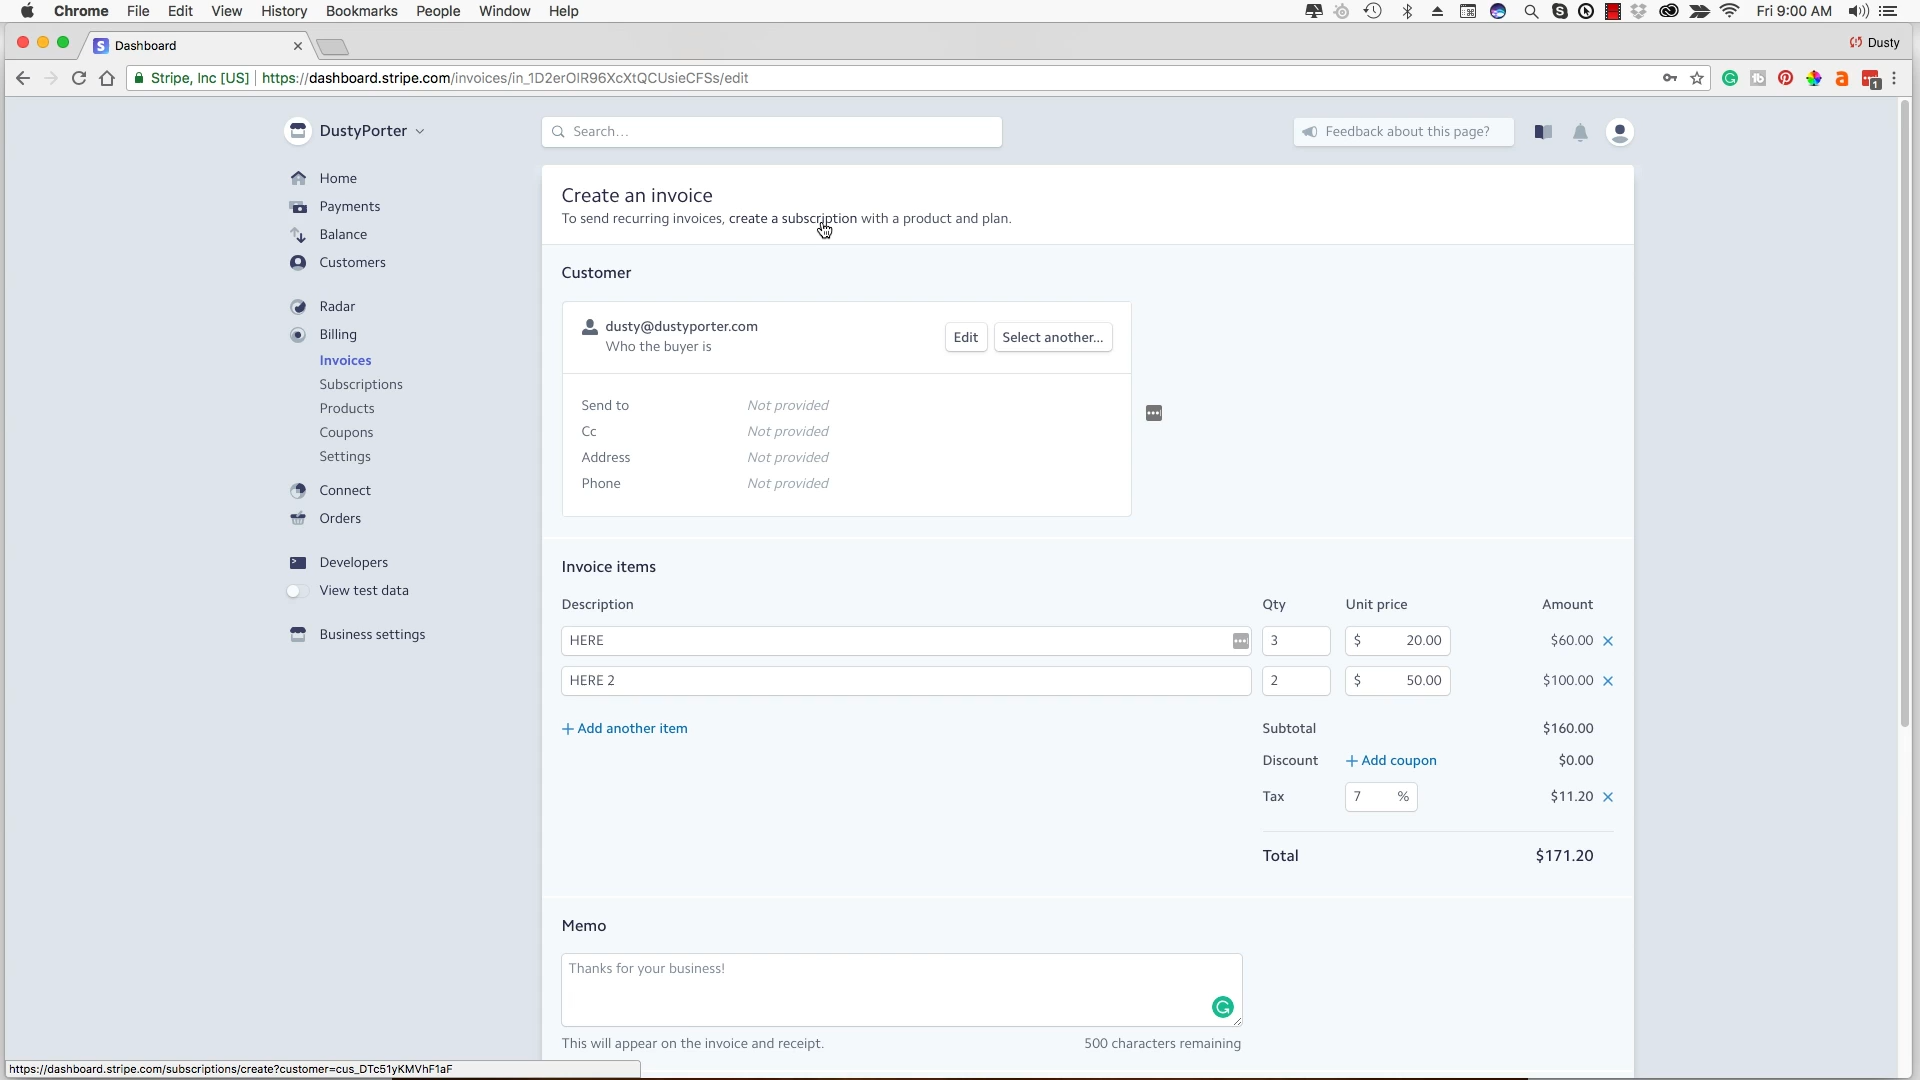 Chrome File Edit View History Bookmarks People Window Help
Fri 9:00 AM
Dashboard
Dusty
Stripe, Inc [US] https://dashboard.stripe.com/invoices/in_1D2erOIR96XcXtQCUsieCFSs/edit
DustyPorter
Search...
Feedback about this page?
Home
Payments
Balance
Customers
Radar
Billing
Invoices
Subscriptions
Products
Coupons
Settings
Connect
Orders
Developers
View test data
Business settings
Create an invoice
To send recurring invoices, create a subscription with a product and plan.
Customer
dusty@dustyporter.com
Who the buyer is
Edit
Select another...
Send to Not provided
Cc Not provided
Address Not provided
Phone Not provided
Invoice items
Description Qty Unit price Amount
HERE 3 $ 20.00 $60.00
HERE 2 2 $ 50.00 $100.00
+ Add another item
Subtotal $160.00
Discount + Add coupon $0.00
Tax 7 % $11.20
Total $171.20
Memo
Thanks for your business!
This will appear on the invoice and receipt. 500 characters remaining
https://dashboard.stripe.com/subscriptions/create?customer=cus_DTc51yKMVhF1aF